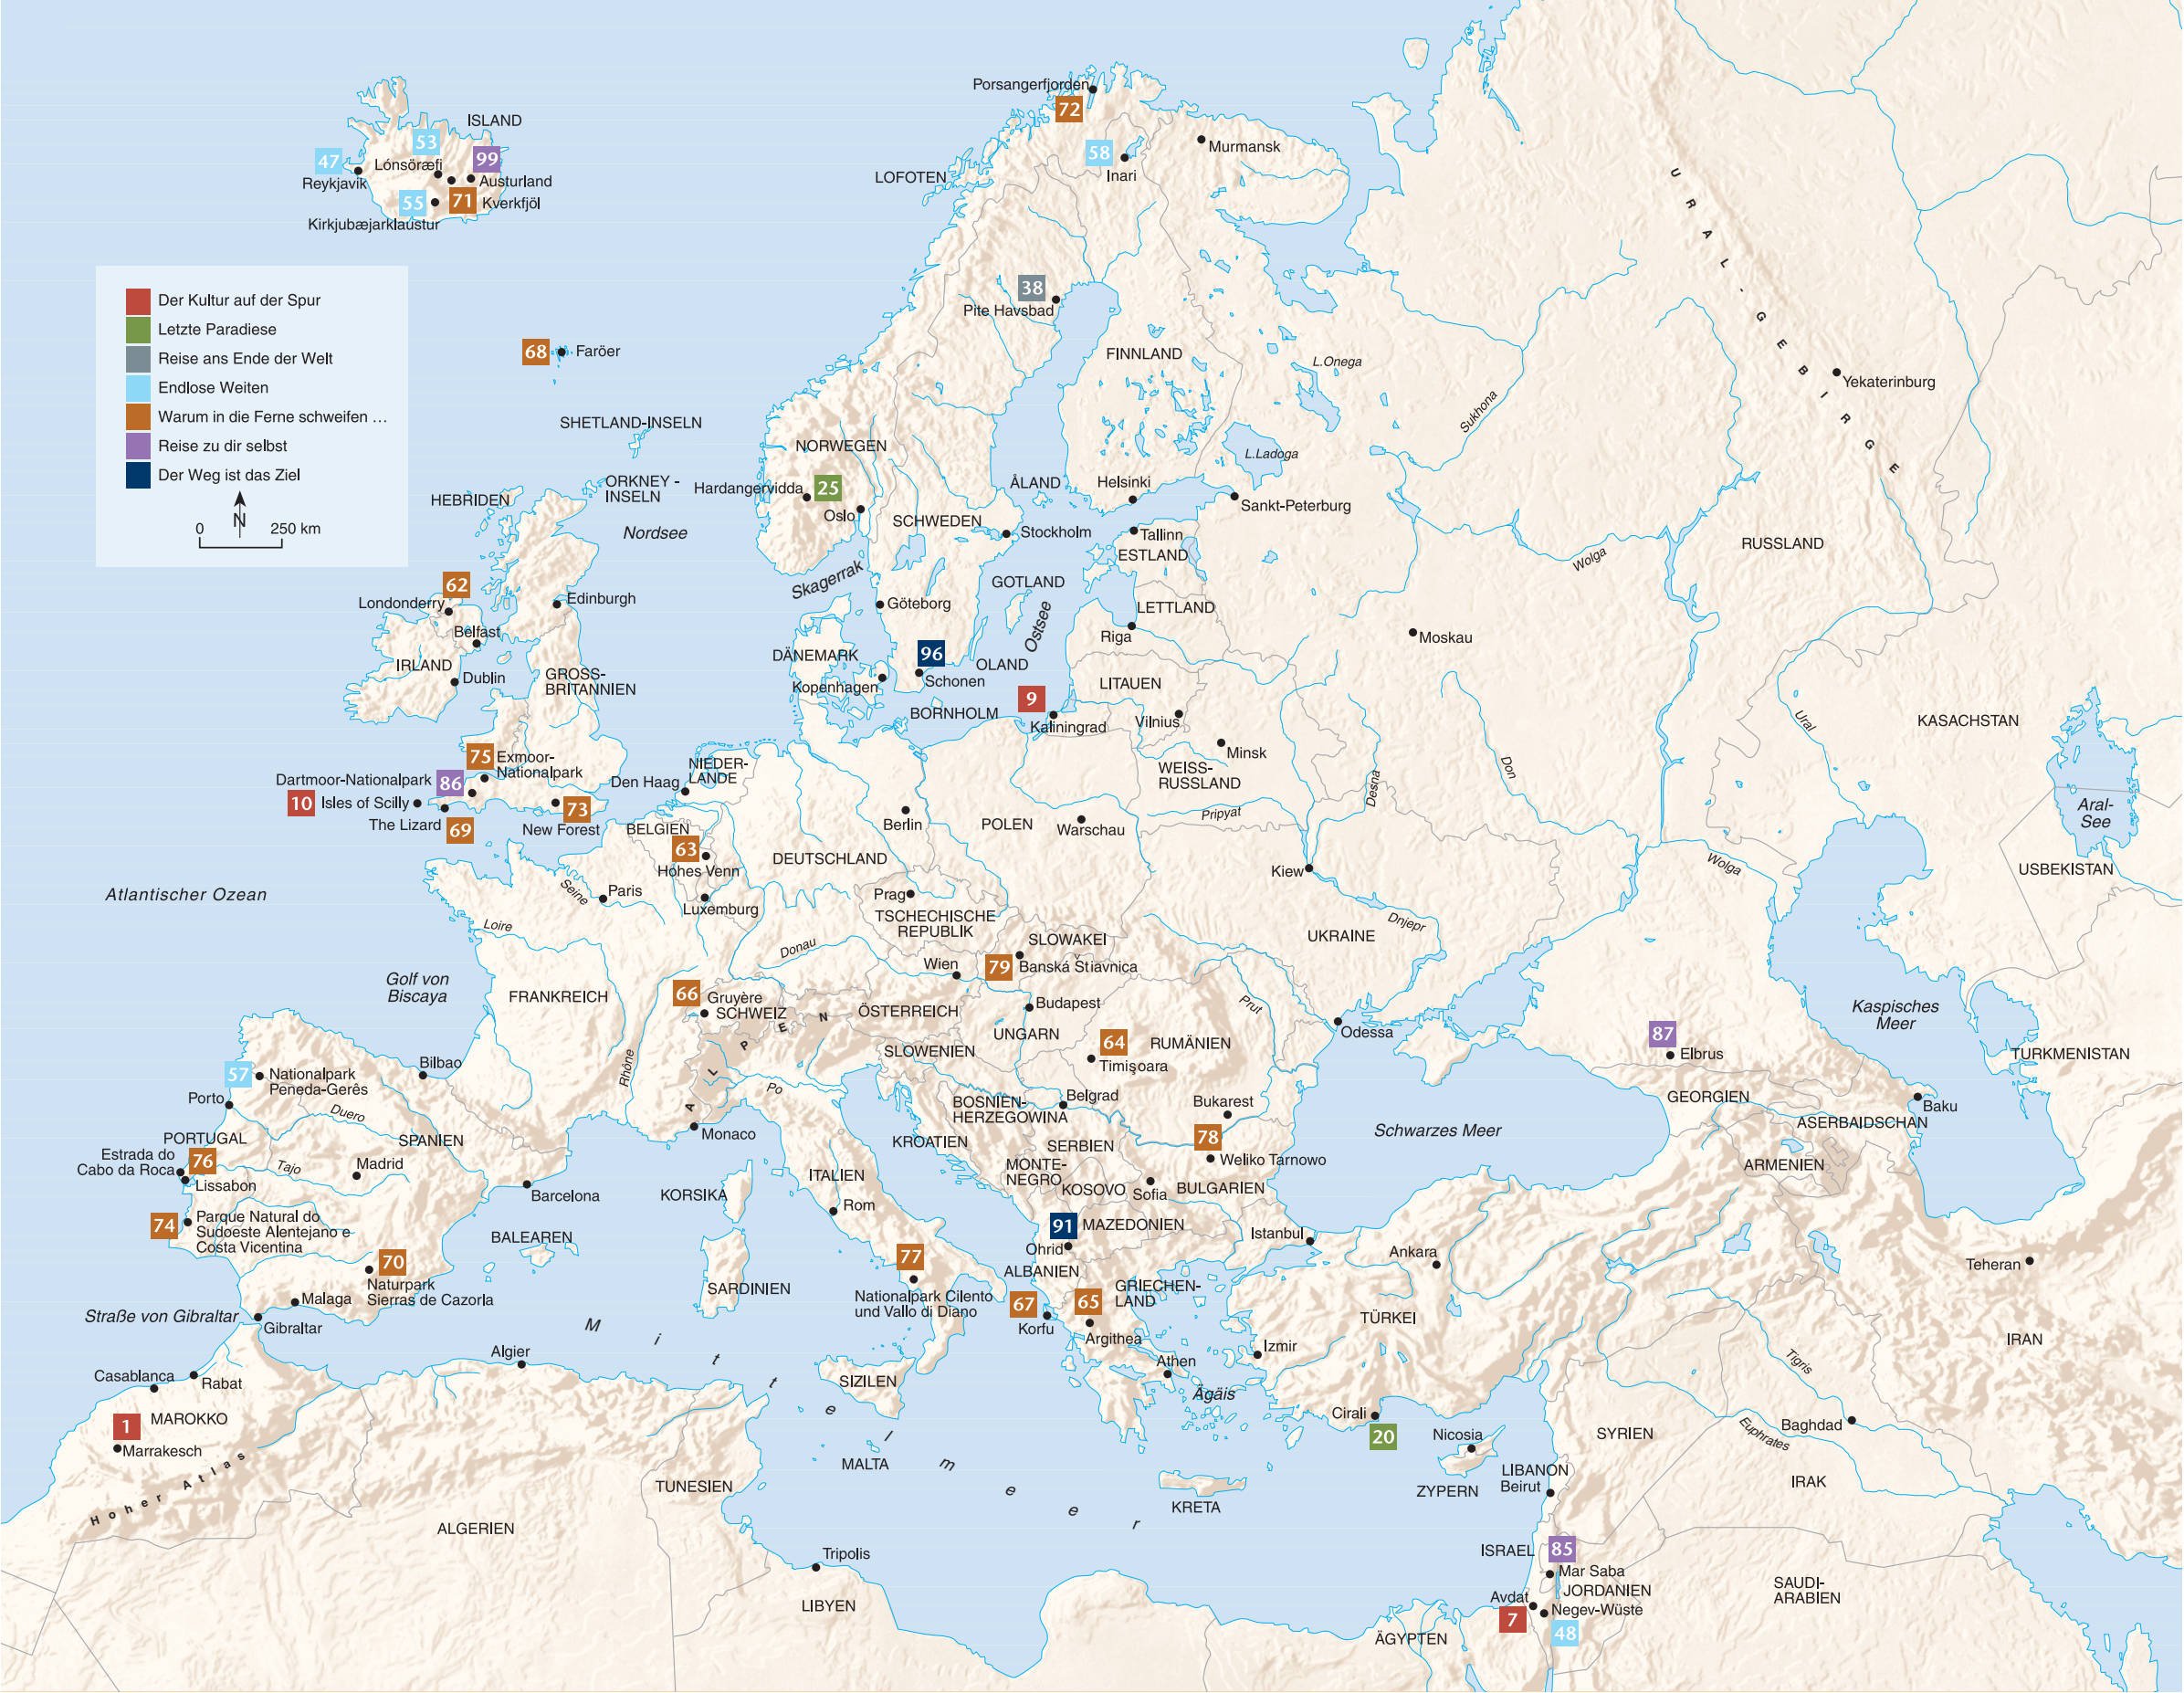 Porsangerfjorden
72
Murmansk
58
Inari
LOFOTEN
ISLAND
53
99
47
Lónsöræfi
Reykjavik
Austurland
55
71
Kverkfjöl
Kirkjubæjarklaustur
URAL-GEBIRGE
Der Kultur auf der Spur
Letzte Paradiese
Reise ans Ende der Welt
Endlose Weiten
Warum in die Ferne schweifen …
Reise zu dir selbst
Der Weg ist das Ziel
N
0
250 km
38
Pite Havsbad
68
Faröer
FINNLAND
L.Onega
Sukhona
Yekaterinburg
SHETLAND-INSELN
NORWEGEN
L.Ladoga
ORKNEY -
INSELN
HEBRIDEN
Hardangervidda
25
Oslo
ÅLAND
Helsinki
Sankt-Peterburg
Nordsee
SCHWEDEN
Stockholm
Tallinn
ESTLAND
RUSSLAND
Wolga
Skagerrak
GOTLAND
62
Londonderry
Edinburgh
Göteborg
Ostsee
LETTLAND
Riga
Moskau
Belfast
IRLAND
Dublin
GROSS-
BRITANNIEN
DÄNEMARK
Kopenhagen
96
Schonen
OLAND
BORNHOLM
9
Kaliningrad
LITAUEN
Vilnius
Minsk
WEISS-
RUSSLAND
Desna
Don
Ural
KASACHSTAN
75
Exmoor-
Nationalpark
Dartmoor-Nationalpark
86
10
Isles of Scilly
The Lizard
69
73
New Forest
Den Haag
NIEDER-
LANDE
BELGIEN
63
Hohes Venn
Luxemburg
Berlin
DEUTSCHLAND
POLEN
Warschau
Pripyat
Aral-
See
USBEKISTAN
Kiew
Wolga
Atlantischer Ozean
Seine
Paris
Loire
Prag
TSCHECHISCHE
REPUBLIK
Donau
SLOWAKEI
79
Banská Štiavnica
Wien
UKRAINE
Dnjepr
Golf von
Biscaya
FRANKREICH
66
Gruyère
SCHWEIZ
ALPEN
ÖSTERREICH
Budapest
UNGARN
Prut
Odessa
Kaspisches
Meer
87
Elbrus
TURKMENISTAN
SLOWENIEN
64
RUMÄNIEN
Timişoara
57
Nationalpark
Peneda-Gerês
Bilbao
Rhône
Po
Porto
Duero
BOSNIEN-
HERZEGOWINA
Belgrad
Bukarest
GEORGIEN
Baku
ASERBAIDSCHAN
ARMENIEN
Monaco
KROATIEN
SERBIEN
78
Weliko Tarnowo
Schwarzes Meer
PORTUGAL
SPANIEN
Estrada do
Cabo da Roca
76
Lissabon
Tajo
Madrid
Barcelona
KORSIKA
ITALIEN
Rom
MONTE-
NEGRO
KOSOVO
Sofia
BULGARIEN
74
Parque Natural do
Sudoeste Alentejano e
Costa Vicentina
BALEAREN
91
MAZEDONIEN
Ohrid
Istanbul
Ankara
Teheran
70
Naturpark
Sierras de Cazorla
SARDINIEN
77
Nationalpark Cilento
und Vallo di Diano
ALBANIEN
67
Korfu
65
GRIECHEN-
LAND
Argithea
TÜRKEI
IRAN
Straße von Gibraltar
Malaga
Gibraltar
Mittelmeer
Algier
Izmir
Athen
Ägäis
Tigris
Casablanca
Rabat
SIZILEN
Cirali
20
Nicosia
ZYPERN
SYRIEN
Euphrates
Baghdad
1
MAROKKO
Marrakesch
Hoher Atlas
MALTA
TUNESIEN
KRETA
LIBANON
Beirut
IRAK
ALGERIEN
Tripolis
LIBYEN
ISRAEL
85
Mar Saba
JORDANIEN
Avdat
7
Negev-Wüste
48
ÄGYPTEN
SAUDI-
ARABIEN